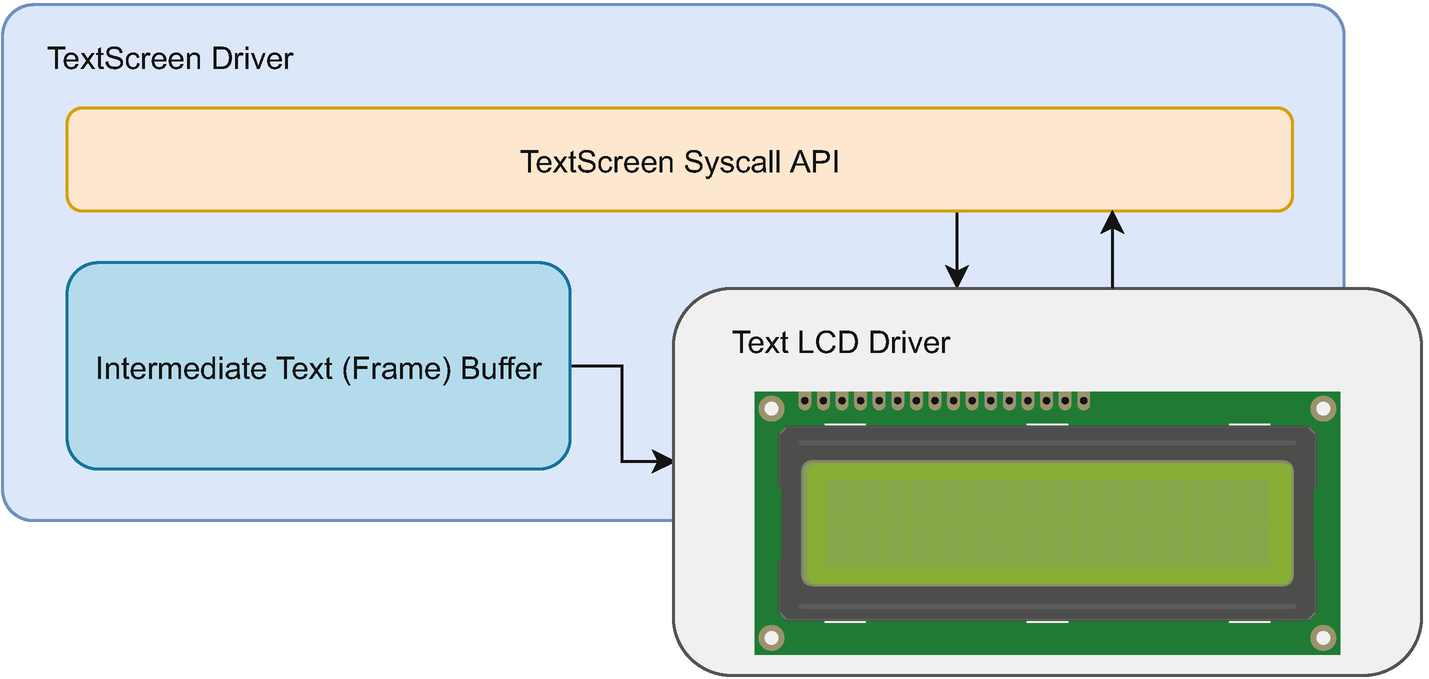 TextScreen Driver
TextScreen Syscall API
Intermediate Text (Frame) Buffer
Text LCD Driver